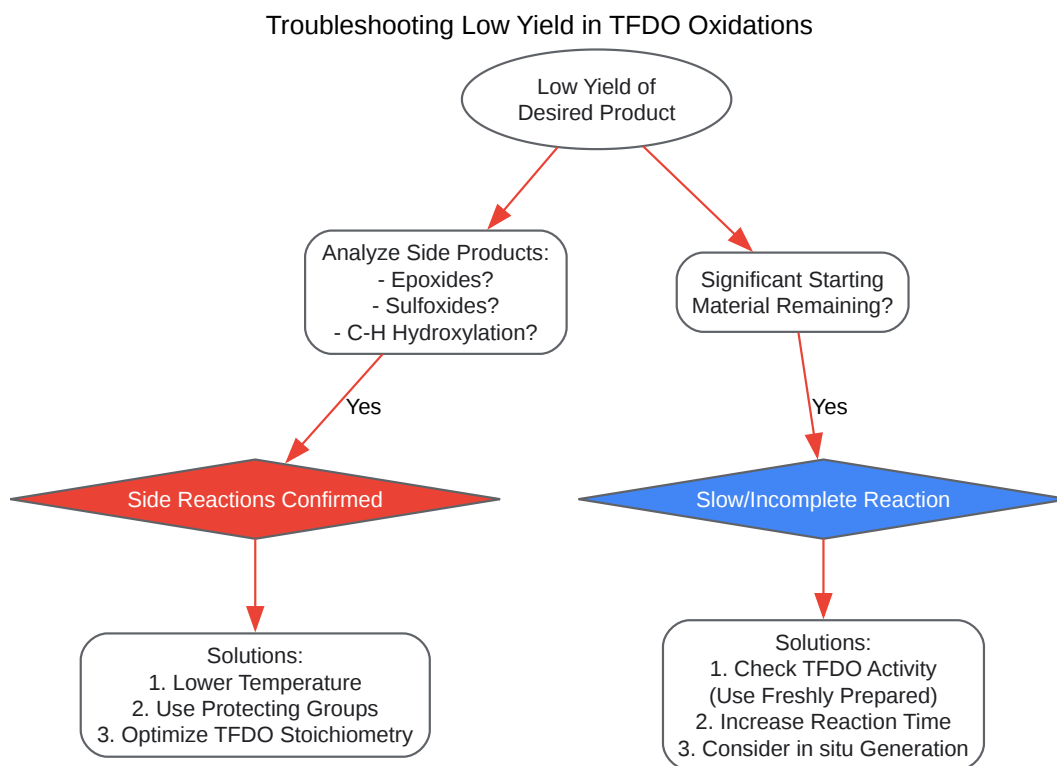 Troubleshooting Low Yield in TFDO Oxidations
Low Yield of
Desired Product
Analyze Side Products:
- Epoxides?
- Sulfoxides?
- C-H Hydroxylation?
Significant Starting
Material Remaining?
Yes
Yes
Side Reactions Confirmed
Slow/Incomplete Reaction
Solutions:
1. Lower Temperature
2. Use Protecting Groups
3. Optimize TFDO Stoichiometry
Solutions:
1. Check TFDO Activity
(Use Freshly Prepared)
2. Increase Reaction Time
3. Consider in situ Generation